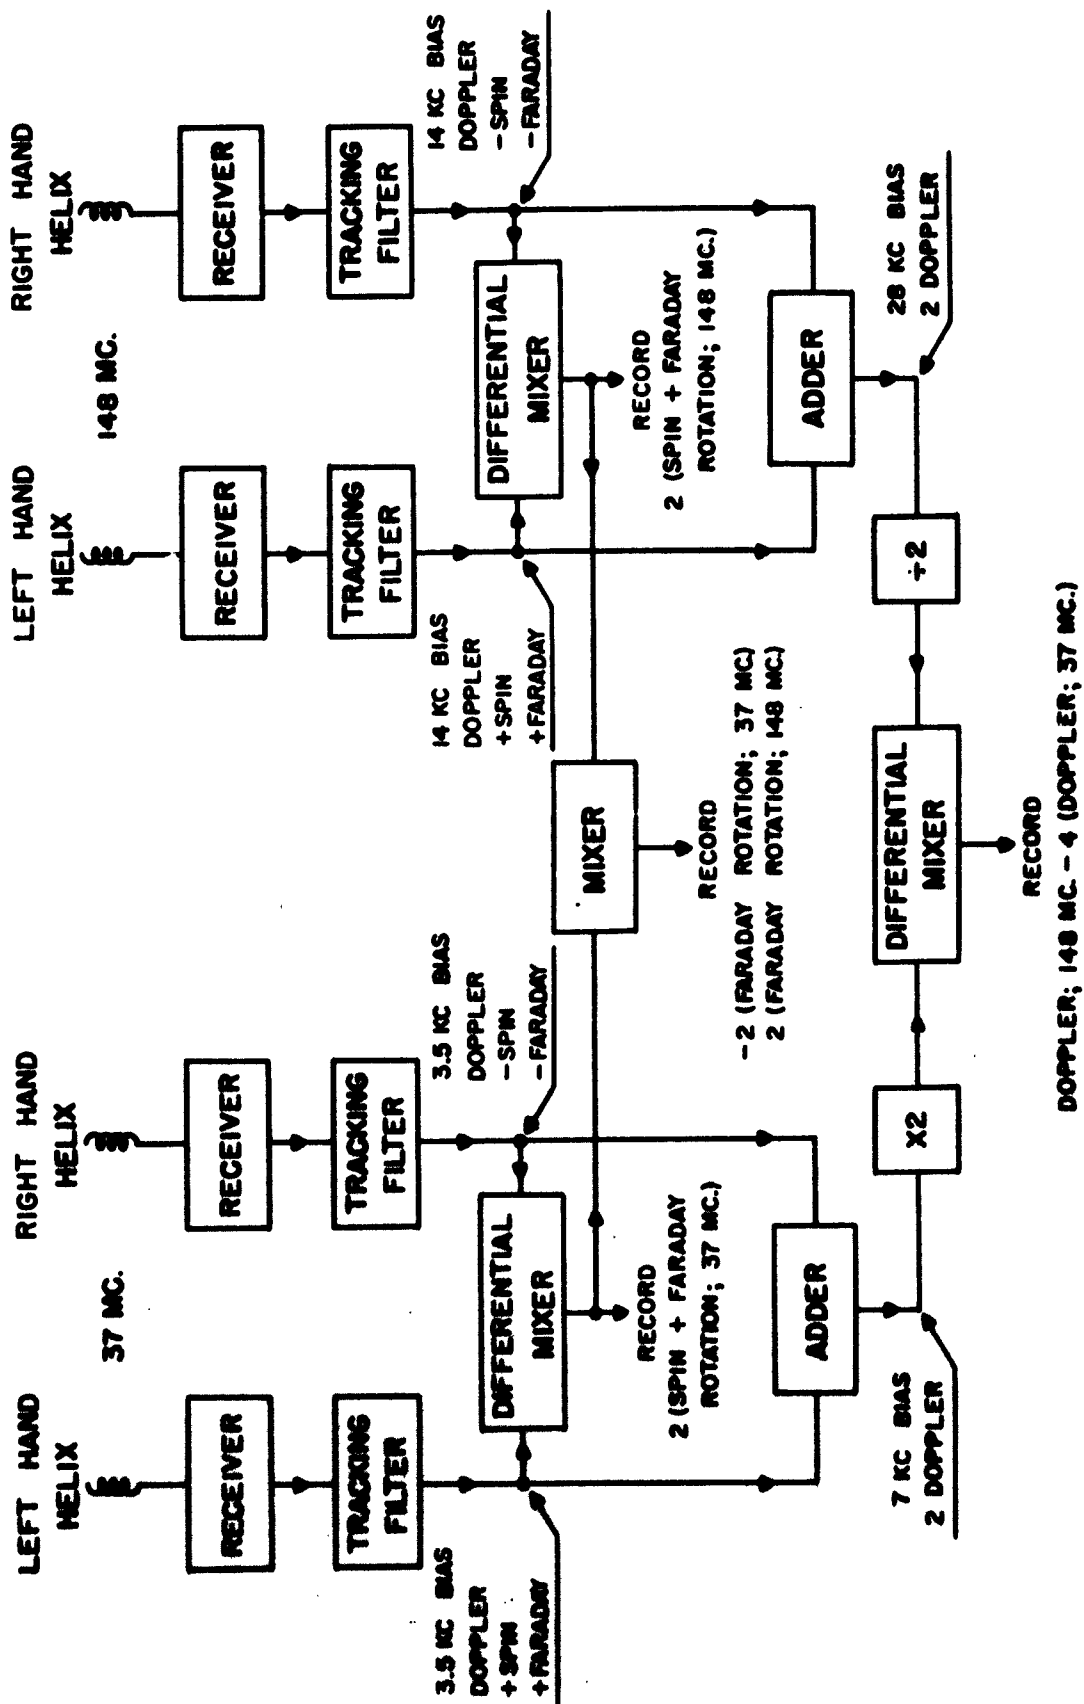 LEFT HAND
HELIX
37 MC.
RIGHT HAND
HELIX
LEFT HAND
HELIX
148 MC.
RIGHT HAND
HELIX
RECEIVER
RECEIVER
RECEIVER
RECEIVER
TRACKING
FILTER
TRACKING
FILTER
TRACKING
FILTER
TRACKING
FILTER
3.5 KC BIAS
DOPPLER
+ SPIN
+ FARADAY
3.5 KC BIAS
DOPPLER
- SPIN
- FARADAY
14 KC BIAS
DOPPLER
+ SPIN
+ FARADAY
14 KC BIAS
DOPPLER
- SPIN
- FARADAY
DIFFERENTIAL
MIXER
DIFFERENTIAL
MIXER
MIXER
RECORD
2 (SPIN + FARADAY
ROTATION; 37 MC.)
RECORD
2 (SPIN + FARADAY
ROTATION; 148 MC.)
RECORD
- 2 (FARADAY ROTATION; 37 MC.)
2 (FARADAY ROTATION; 148 MC.)
ADDER
ADDER
7 KC BIAS
2 DOPPLER
28 KC BIAS
2 DOPPLER
X2
DIFFERENTIAL
MIXER
÷2
RECORD
DOPPLER; 148 MC. - 4 (DOPPLER; 37 MC.)